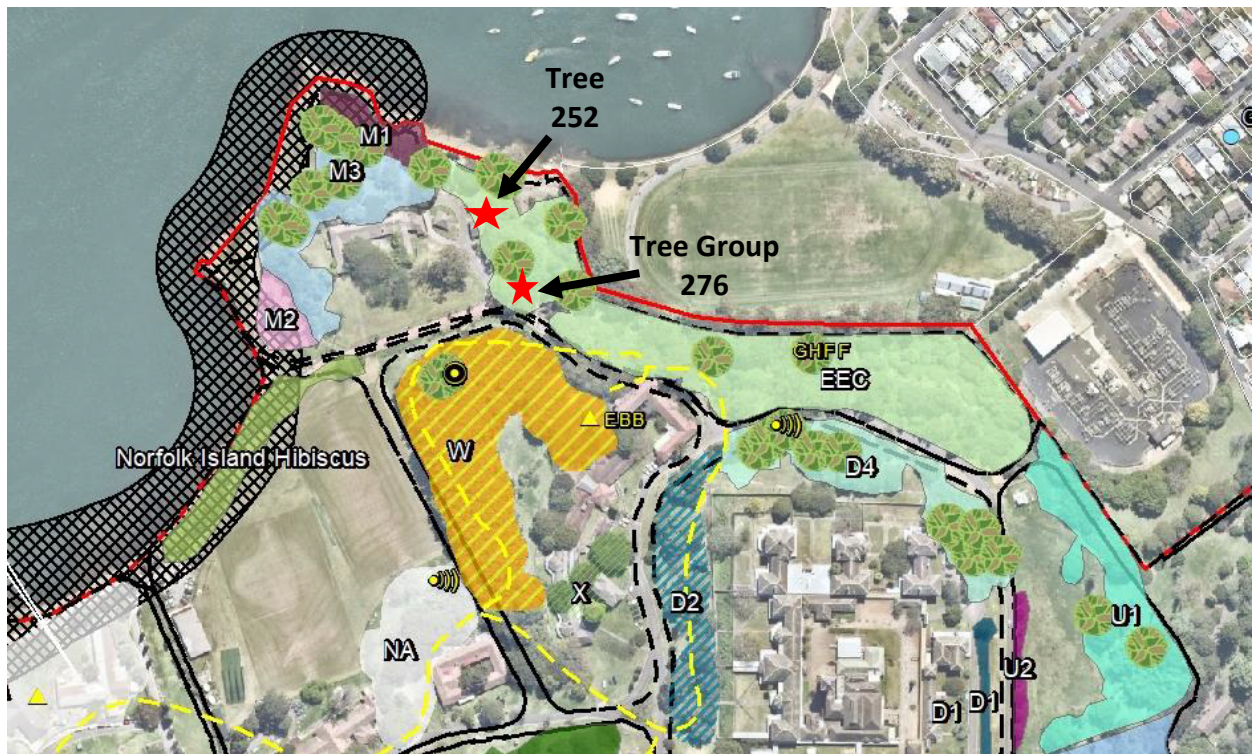 Tree
252
M1
M3
Tree Group
276
M2
GHFF
EEC
EBB
Norfolk Island Hibiscus
W
D4
X
D2
NA
U1
U2
D1
D1